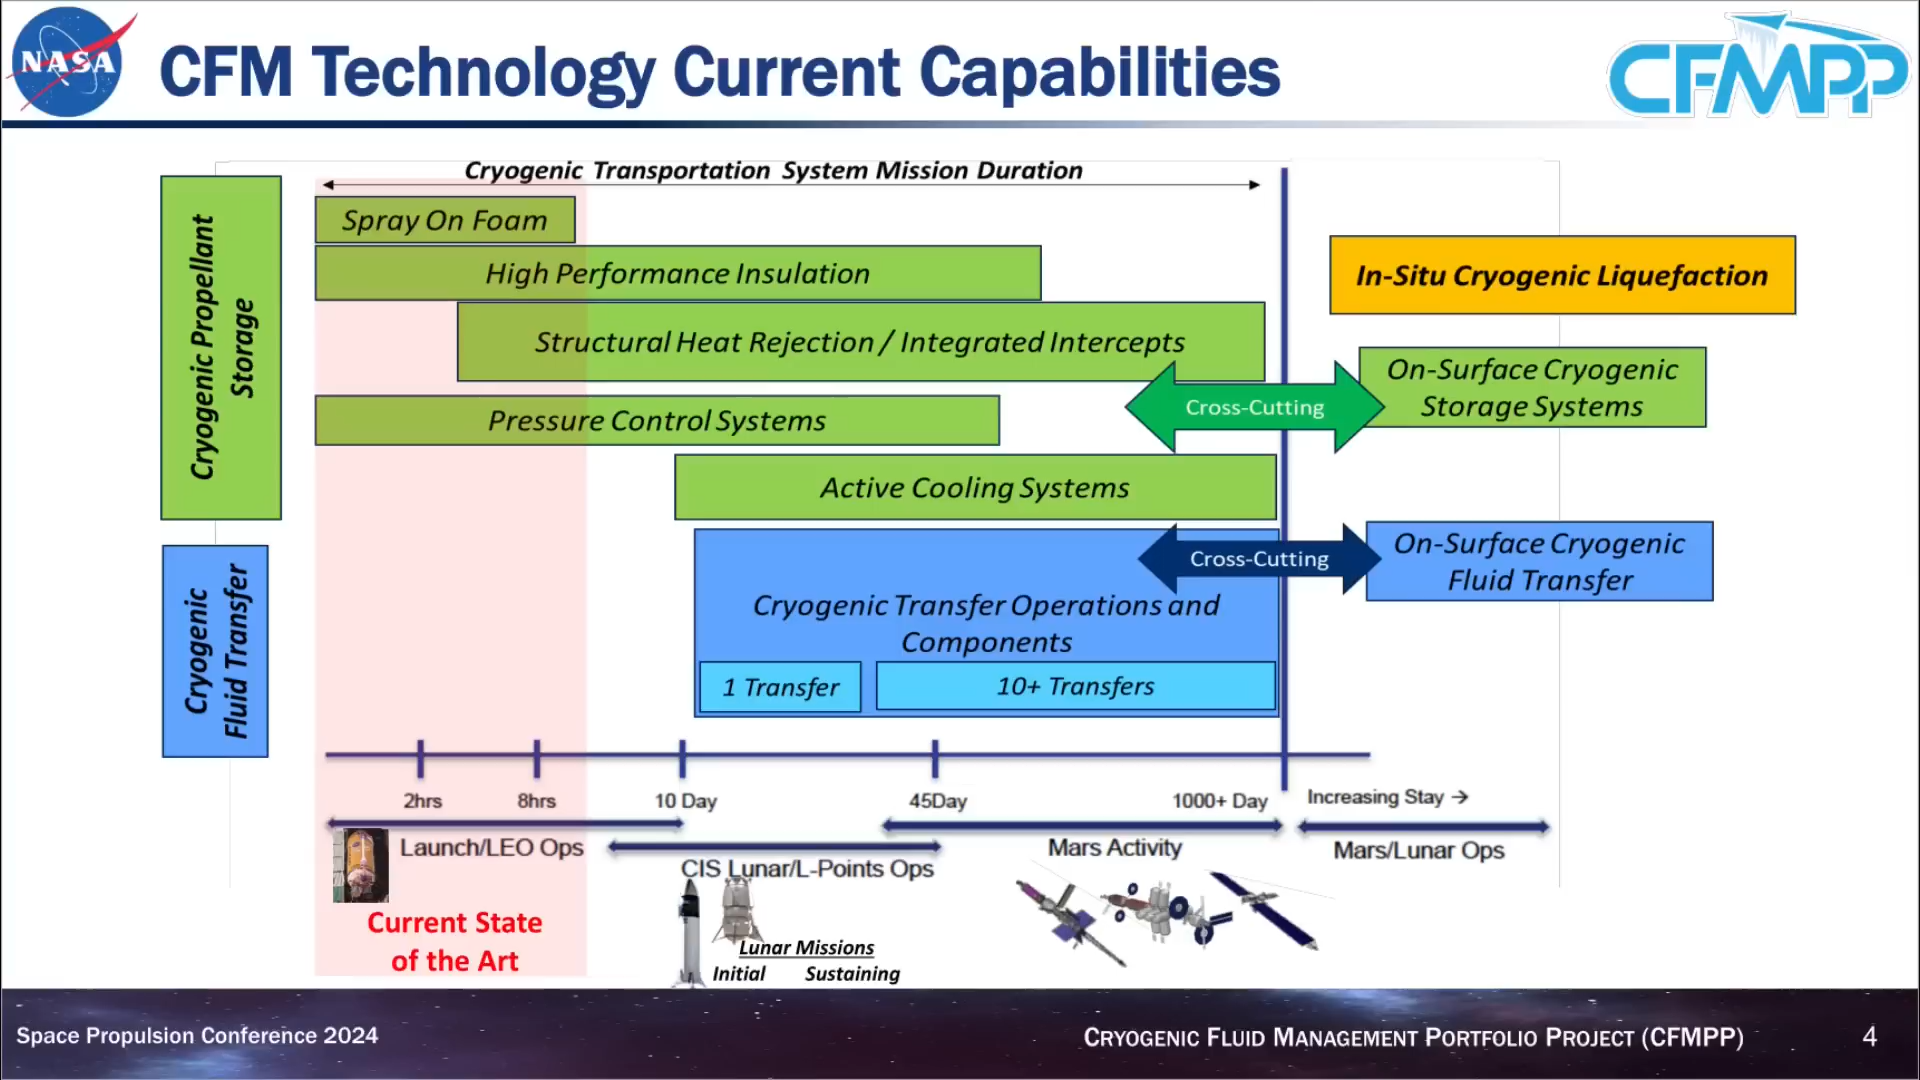 NASA
CFM Technology Current Capabilities
CFMPP
Cryogenic Transportation System Mission Duration
Cryogenic Propellant
Storage
Spray On Foam
High Performance Insulation
Structural Heat Rejection / Integrated Intercepts
Pressure Control Systems
Active Cooling Systems
In-Situ Cryogenic Liquefaction
Cross-Cutting
On-Surface Cryogenic
Storage Systems
Cryogenic
Fluid Transfer
Cryogenic Transfer Operations and
Components
1 Transfer
10+ Transfers
Cross-Cutting
On-Surface Cryogenic
Fluid Transfer
2hrs
8hrs
10 Day
45Day
1000+ Day
Increasing Stay →
Launch/LEO Ops
CIS Lunar/L-Points Ops
Mars Activity
Mars/Lunar Ops
Current State
of the Art
Lunar Missions
Initial Sustaining
Space Propulsion Conference 2024
CRYOGENIC FLUID MANAGEMENT PORTFOLIO PROJECT (CFMPP)
4